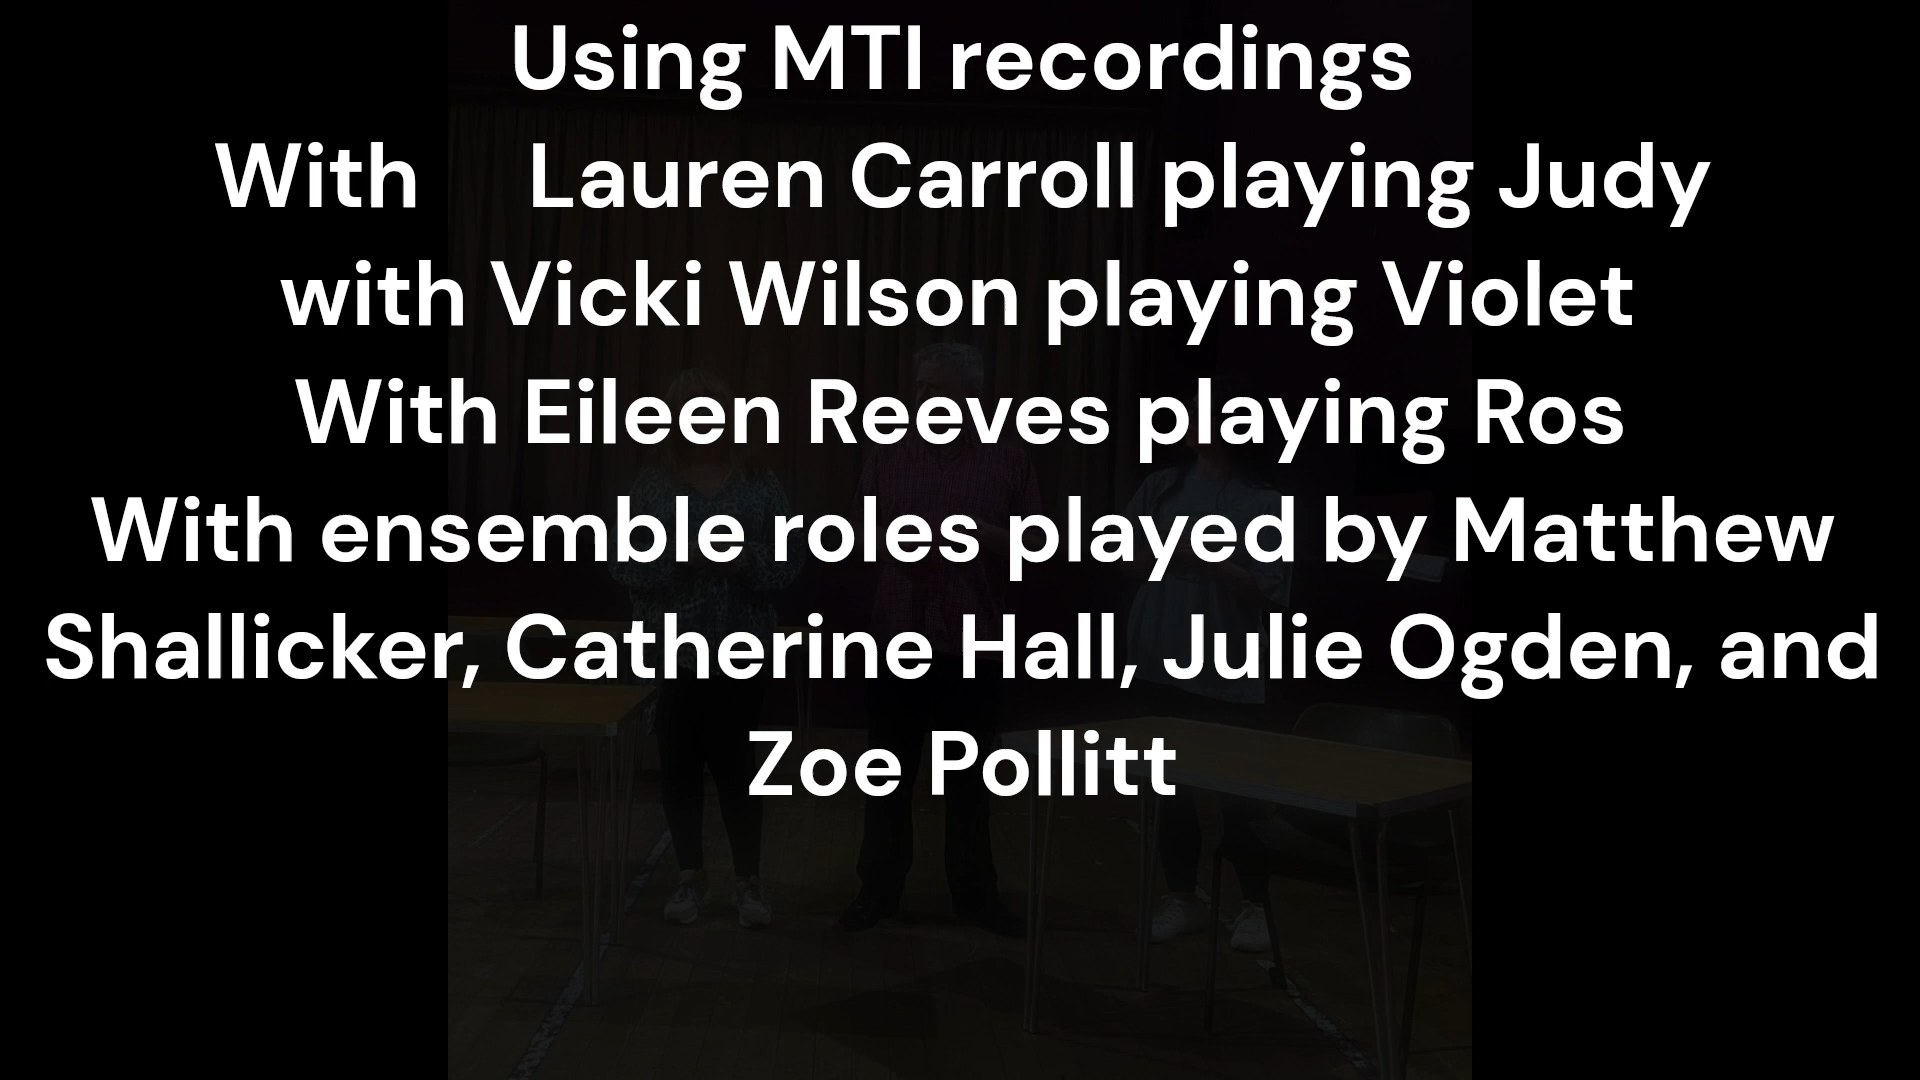 Using MTI recordings
With Lauren Carroll playing Judy
with Vicki Wilson playing Violet
With Eileen Reeves playing Ros
With ensemble roles played by Matthew
Shallicker, Catherine Hall, Julie Ogden, and
Zoe Pollitt